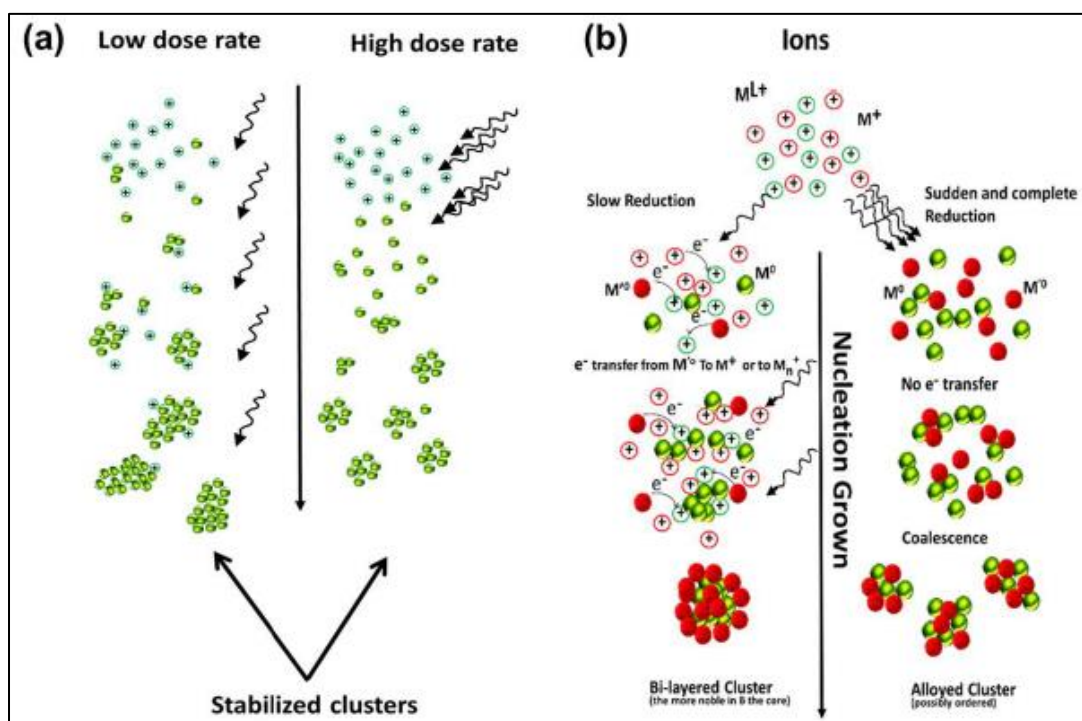 (a)
Low dose rate
High dose rate
Stabilized clusters
(b)
Ions
ML+
M+
Slow Reduction
Sudden and complete
Reduction
e-
e-
e-
M'0
M0
M0
M'0
e- transfer from M'0 To M+ or to Mn+
No e- transfer
e-
e-
e-
e-
Nucleation Grown
Coalescence
Bi-layered Cluster
(the more noble in B the care)
Alloyed Cluster
(possibly ordered)